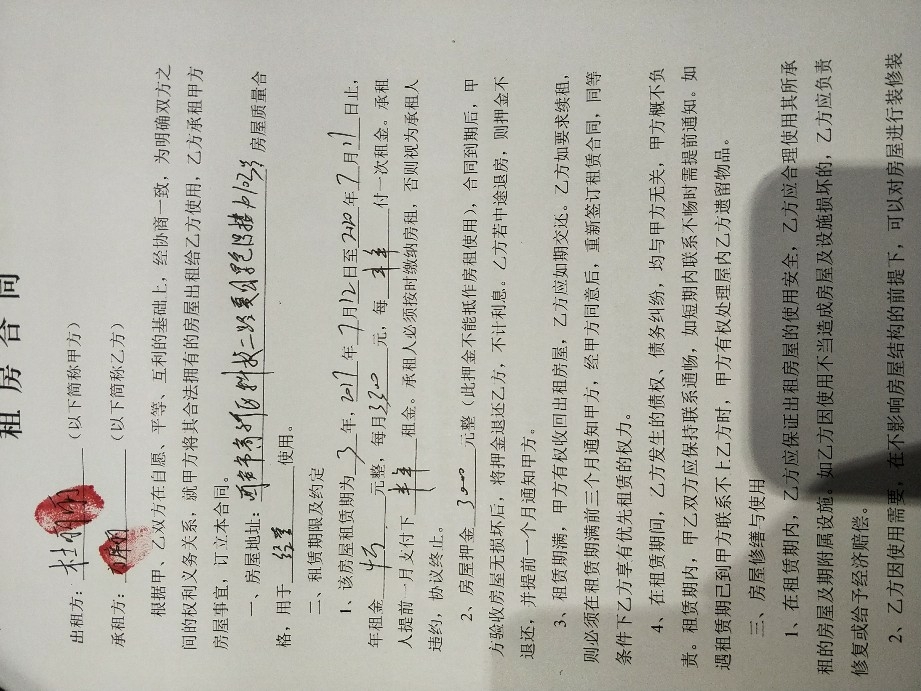 租房合同
出租方：杜（以下简称甲方）
承租方：（以下简称乙方）
根据甲、乙双方在自愿、平等、互利的基础上，经协商一致，为明确双方之
间的权利义务关系，就甲方将其合法拥有的房屋出租给乙方使用，乙方承租甲方
房屋事宜，订立本合同。
一、房屋地址：西安市高新科技二路 房屋质量合
格，用于 经营 使用。
二、租赁期限及约定
1、该房屋租赁期为 3 年，2017 年 7 月 12 日至 2020 年 7 月 11 日止，
年租金 元整，每月 3300 元，每 半年 付一次租金。承租
人提前一月支付下 半年 租金。承租人必须按时缴纳房租，否则视为承租人
违约，协议终止。
2、房屋押金 3000 元整（此押金不能抵作房租使用），合同到期后，甲
方验收房屋无损坏后，将押金退还乙方，不计利息。乙方若中途退房，则押金不
退还，并提前一个月通知甲方。
3、租赁期满，甲方有权收回出租房屋，乙方应如期交还。乙方如要求续租，
则必须在租赁期满前三个月通知甲方，经甲方同意后，重新签订租赁合同，同等
条件下乙方享有优先租赁的权力。
4、在租赁期间，乙方发生的债权、债务纠纷，均与甲方无关，甲方概不负
责。租赁期内，甲乙双方应保持联系通畅，如短期内联系不畅时需提前通知。如
遇租赁期已到甲方联系不上乙方时，甲方有权处理屋内乙方遗留物品。
三、房屋修缮与使用
1、在租赁期内，乙方应保证出租房屋的使用安全，乙方应合理使用其所承
租的房屋及期附属设施。如乙方因使用不当造成房屋及设施损坏的，乙方应负责
修复或给予经济赔偿。
2、乙方因使用需要，在不影响房屋结构的前提下，可以对房屋进行装修装